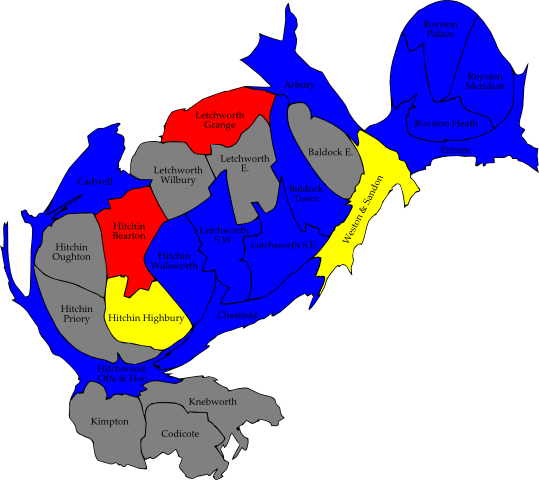 Royston
Palace
Royston
Meridian
Arbury
Letchworth
Grange
Royston Heath
Ermine
Baldock E.
Letchworth
E.
Letchworth
Wilbury
Cadwell
Baldock
Town
Weston & Sandon
Hitchin
Bearton
Letchworth
S.W.
Letchworth S.E.
Hitchin
Oughton
Hitchin
Walsworth
Hitchin
Priory
Hitchin Highbury
Chesfield
Hitchwood,
Offa & Hoo
Knebworth
Kimpton
Codicote